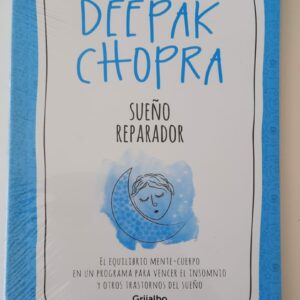 DEEPAK
CHOPRA
SUEÑO
REPARADOR
EL EQUILIBRIO MENTE-CUERPO
EN UN PROGRAMA PARA VENCER EL INSOMNIO
Y OTROS TRASTORNOS DEL SUEÑO
Grijalbo